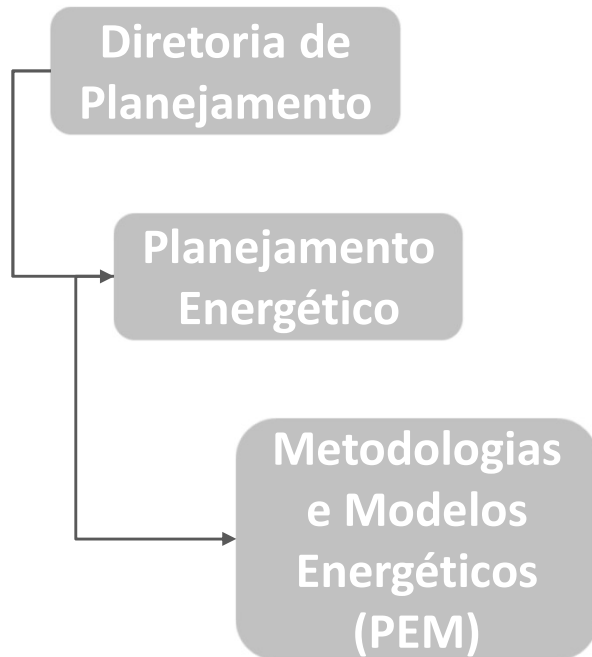 Diretoria de
Planejamento
Planejamento
Energético
Metodologias
e Modelos
Energéticos
(PEM)